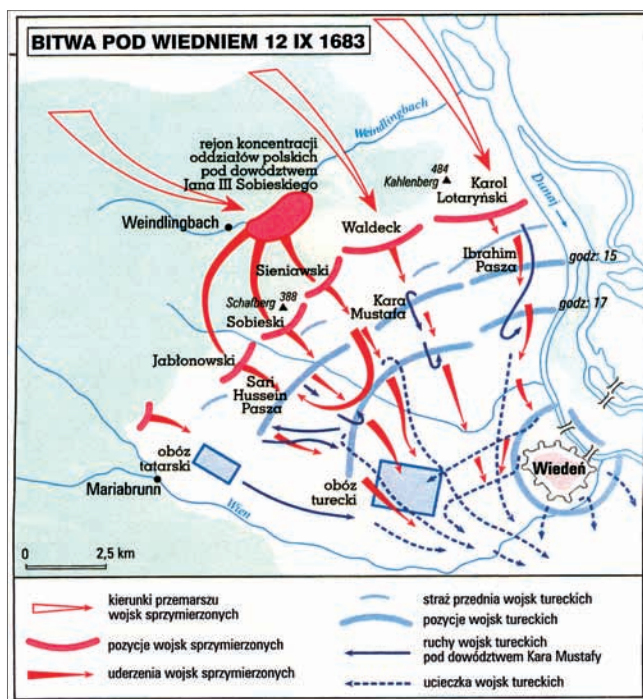 BITWA POD WIEDNIEM 12 IX 1683
Weindlingbach
rejon koncentracji
oddziałów polskich
pod dowództwem
Jana III Sobieskiego
Kahlenberg 484
Karol
Lotaryński
Dunaj
Weindlingbach
Waldeck
Ibrahim
Pasza
godz. 15
Sieniawski
Schafberg 388
Kara
Mustafa
godz. 17
Sobieski
Jabłonowski
Sari
Hussein
Pasza
obóz
tatarski
Wiedeń
Mariabrunn
obóz
turecki
Wien
0 2,5 km
kierunki przemarszu
wojsk sprzymierzonych
pozycje wojsk sprzymierzonych
uderzenia wojsk sprzymierzonych
straż przednia wojsk tureckich
pozycje wojsk tureckich
ruchy wojsk tureckich
pod dowództwem Kara Mustafy
ucieczka wojsk tureckich